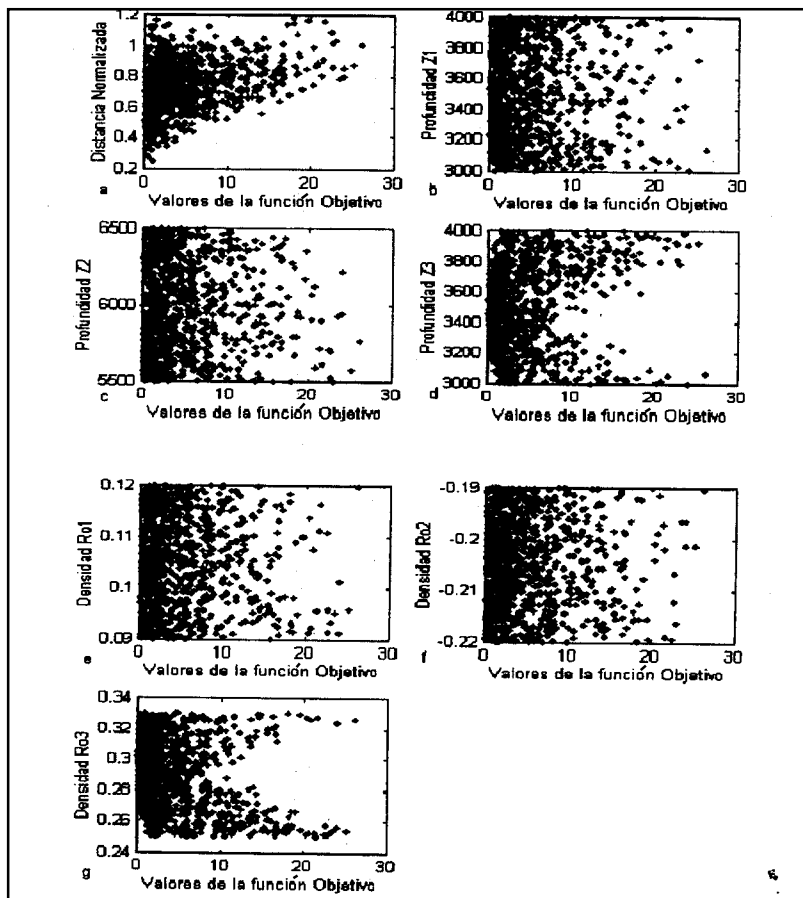 Distancia Normalizada
1.2
1
0.8
0.6
0.4
0.2
0 10 20 30
a
Valores de la función Objetivo
Profundidad Z1
4000
3800
3600
3400
3200
3000
0 10 20 30
b
Valores de la función Objetivo
Profundidad Z2
6500
6000
5500
0 10 20 30
c
Valores de la función Objetivo
Profundidad Z3
4000
3800
3600
3400
3200
3000
0 10 20 30
d
Valores de la función Objetivo
Densidad Ro1
0.12
0.11
0.1
0.09
0 10 20 30
e
Valores de la función Objetivo
Densidad Ro2
-0.19
-0.2
-0.21
-0.22
0 10 20 30
f
Valores de la función Objetivo
Densidad Ro3
0.34
0.32
0.3
0.28
0.26
0.24
0 10 20 30
g
Valores de la función Objetivo